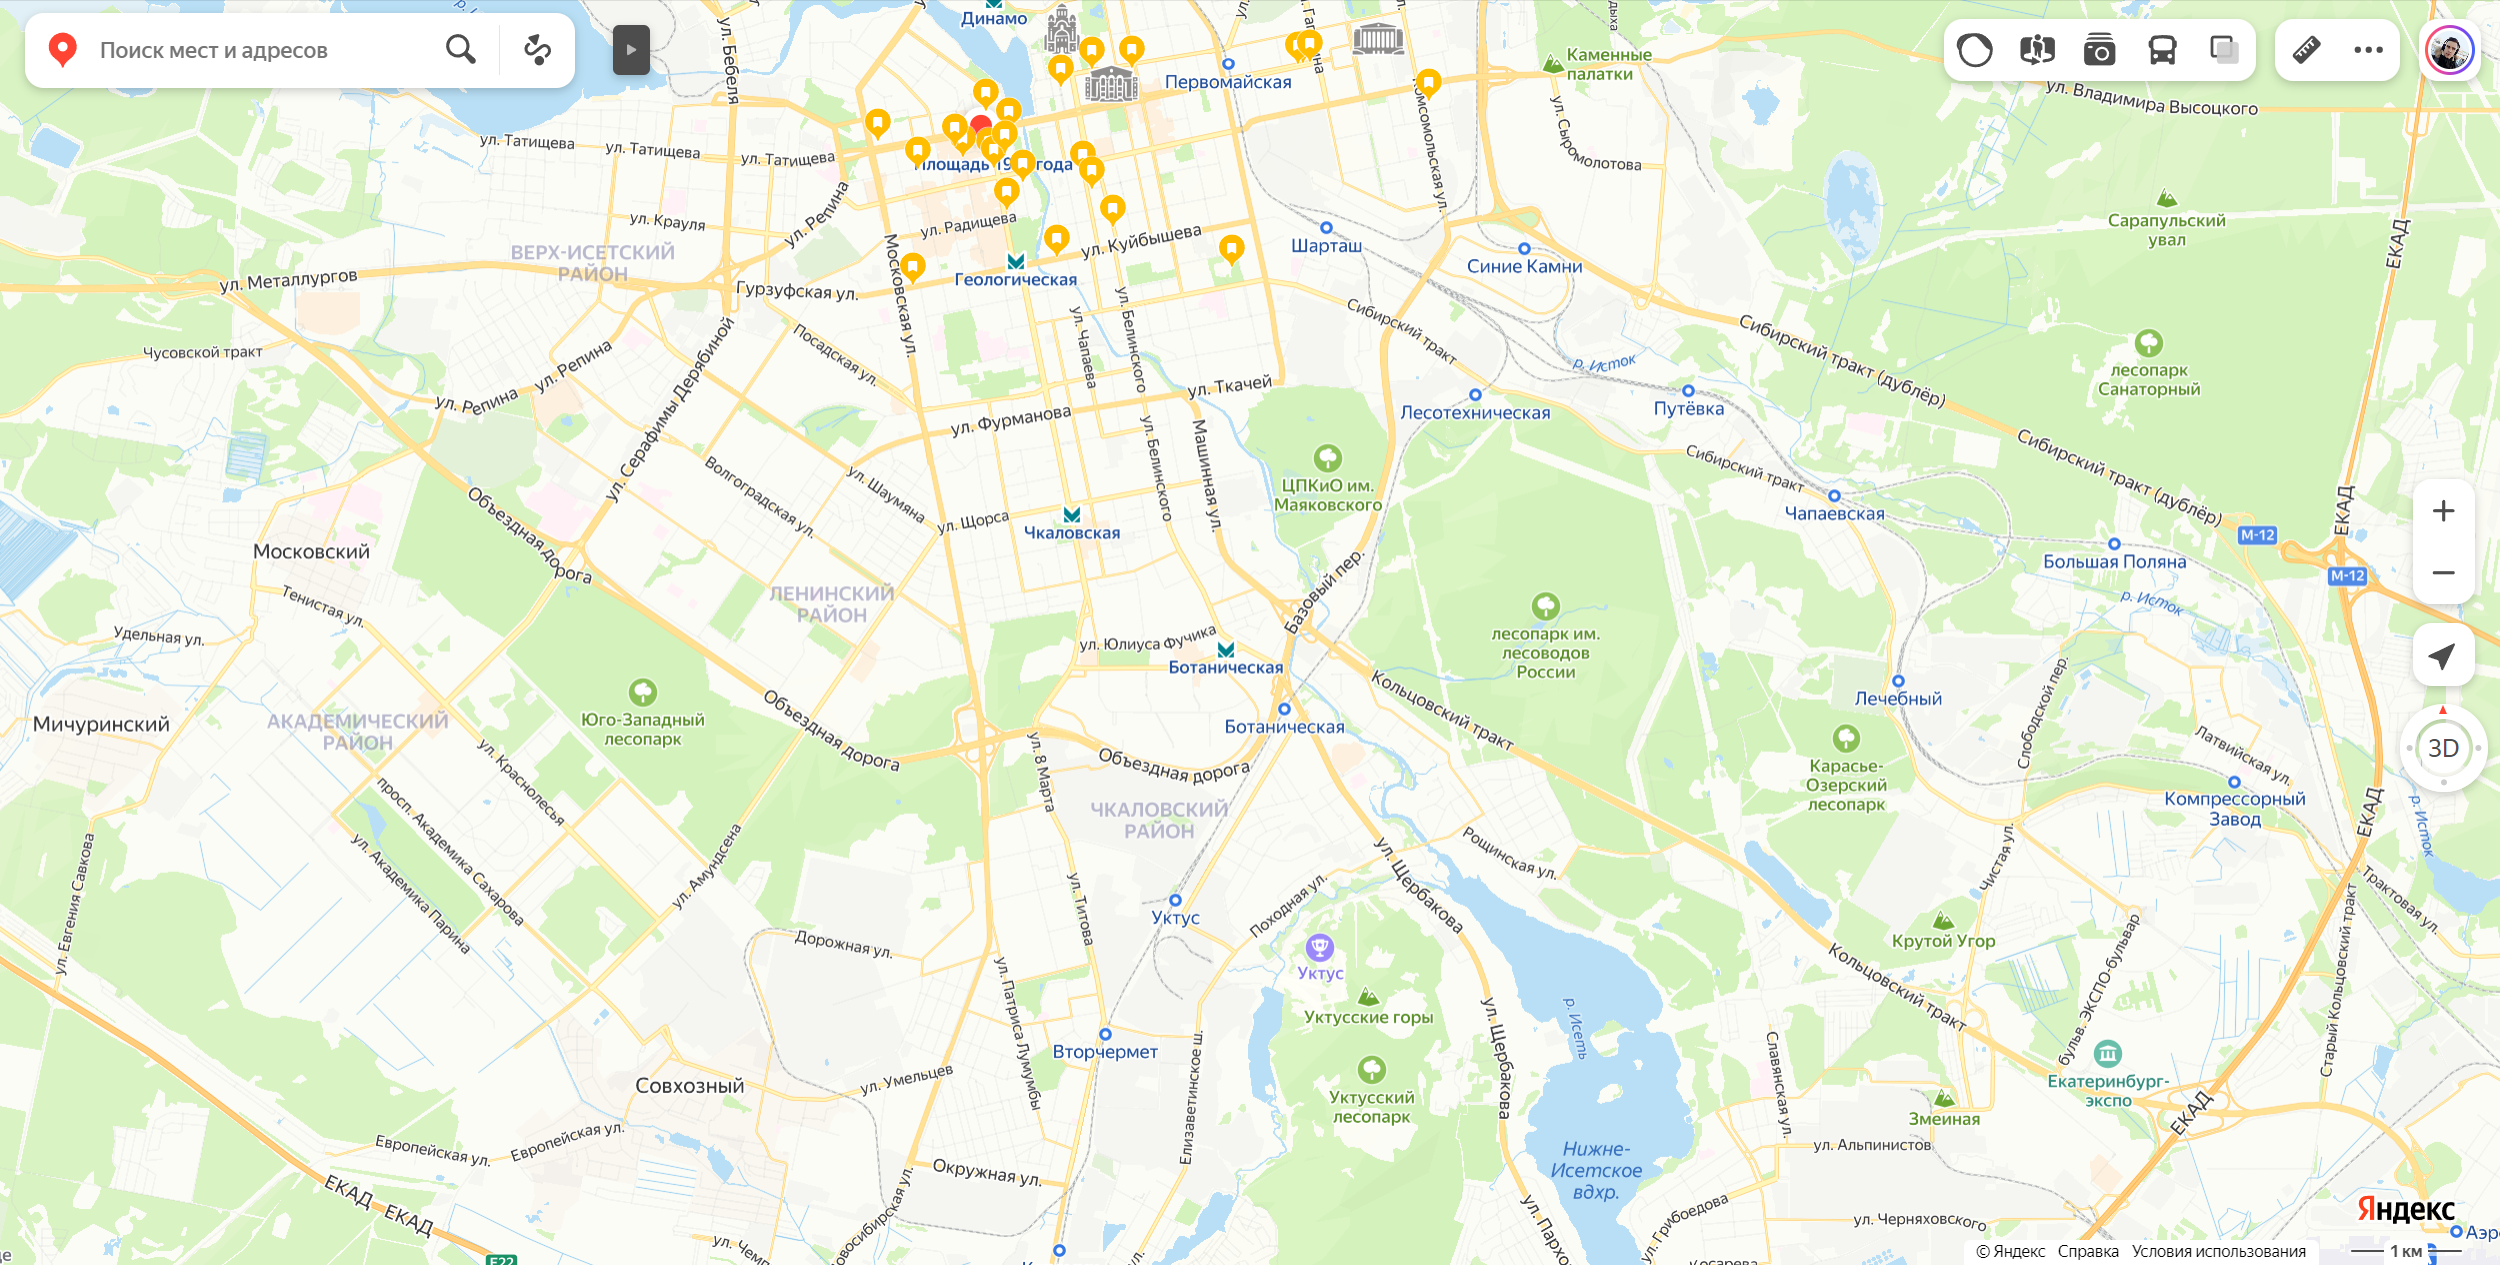 Поиск мест и адресов
Динамо
ул. Бебеля
Первомайская
Каменные
палатки
ул. Владимира Высоцкого
ул. Татищева
ул. Татищева
ул. Татищева
Комсомольская ул.
ул. Сыромолотова
ул. Репина
ул. Крауля
ул. Радищева
ул. Куйбышева
Шарташ
Синие Камни
Сарапульский
увал
ЕКАД
ВЕРХ-ИСЕТСКИЙ
РАЙОН
ул. Металлургов
Гурзуфская ул.
Московская ул.
Геологическая
ул. Белинского
ул. Чапаева
Посадская ул.
Сибирский тракт
Сибирский тракт (дублёр)
р. Исток
Чусовской тракт
ул. Репина
ул. Репина
ул. Серафимы Дерябиной
ул. Ткачей
ул. Фурманова
Лесотехническая
Путёвка
лесопарк
Санаторный
ул. Белинского
Машинная ул.
ЦПКиО им.
Маяковского
Сибирский тракт
Сибирский тракт (дублёр)
Волгоградская ул.
ул. Шаумяна
ул. Щорса
Чкаловская
Чапаевская
ЕКАД
М-12
Большая Поляна
М-12
Объездная дорога
Московский
Тенистая ул.
ЛЕНИНСКИЙ
РАЙОН
Базовый пер.
р. Исток
Удельная ул.
ул. Юлиуса Фучика
Ботаническая
лесопарк им.
лесоводов
России
Кольцовский тракт
Лечебный
Слободской пер.
Мичуринский
АКАДЕМИЧЕСКИЙ
РАЙОН
Юго-Западный
лесопарк
Объездная дорога
Ботаническая
ул. 8 Марта
Объездная дорога
Карасье-
Озерский
лесопарк
Латвийская ул.
3D
Компрессорный
Завод
ЕКАД
р. Исток
ул. Краснолесья
просп. Академика Сахарова
ул. Академика Парина
ул. Амундсена
ЧКАЛОВСКИЙ
РАЙОН
ул. Евгения Савкова
ул. Титова
ул. Щербакова
Рощинская ул.
Чистая ул.
Трактовая ул.
Уктус
Походная ул.
Крутой Угор
Дорожная ул.
Уктус
Кольцовский тракт
бульв. ЭКСПО-бульвар
Старый Кольцовский тракт
ул. Патриса Лумумбы
Уктусские горы
ул. Щербакова
р. Исеть
Вторчермет
Елизаветинское ш.
Славянская ул.
Екатеринбург-
экспо
Совхозный
ул. Умельцев
Уктусский
лесопарк
Змеиная
ЕКАД
Европейская ул.
Европейская ул.
ул. Альпинистов
Нижне-
Исетское
вдхр.
Окружная ул.
ЕКАД
ЕКАД
ул. Грибоедова
ул. Черняховского
Яндекс
E22
© Яндекс Справка Условия использования
1 км